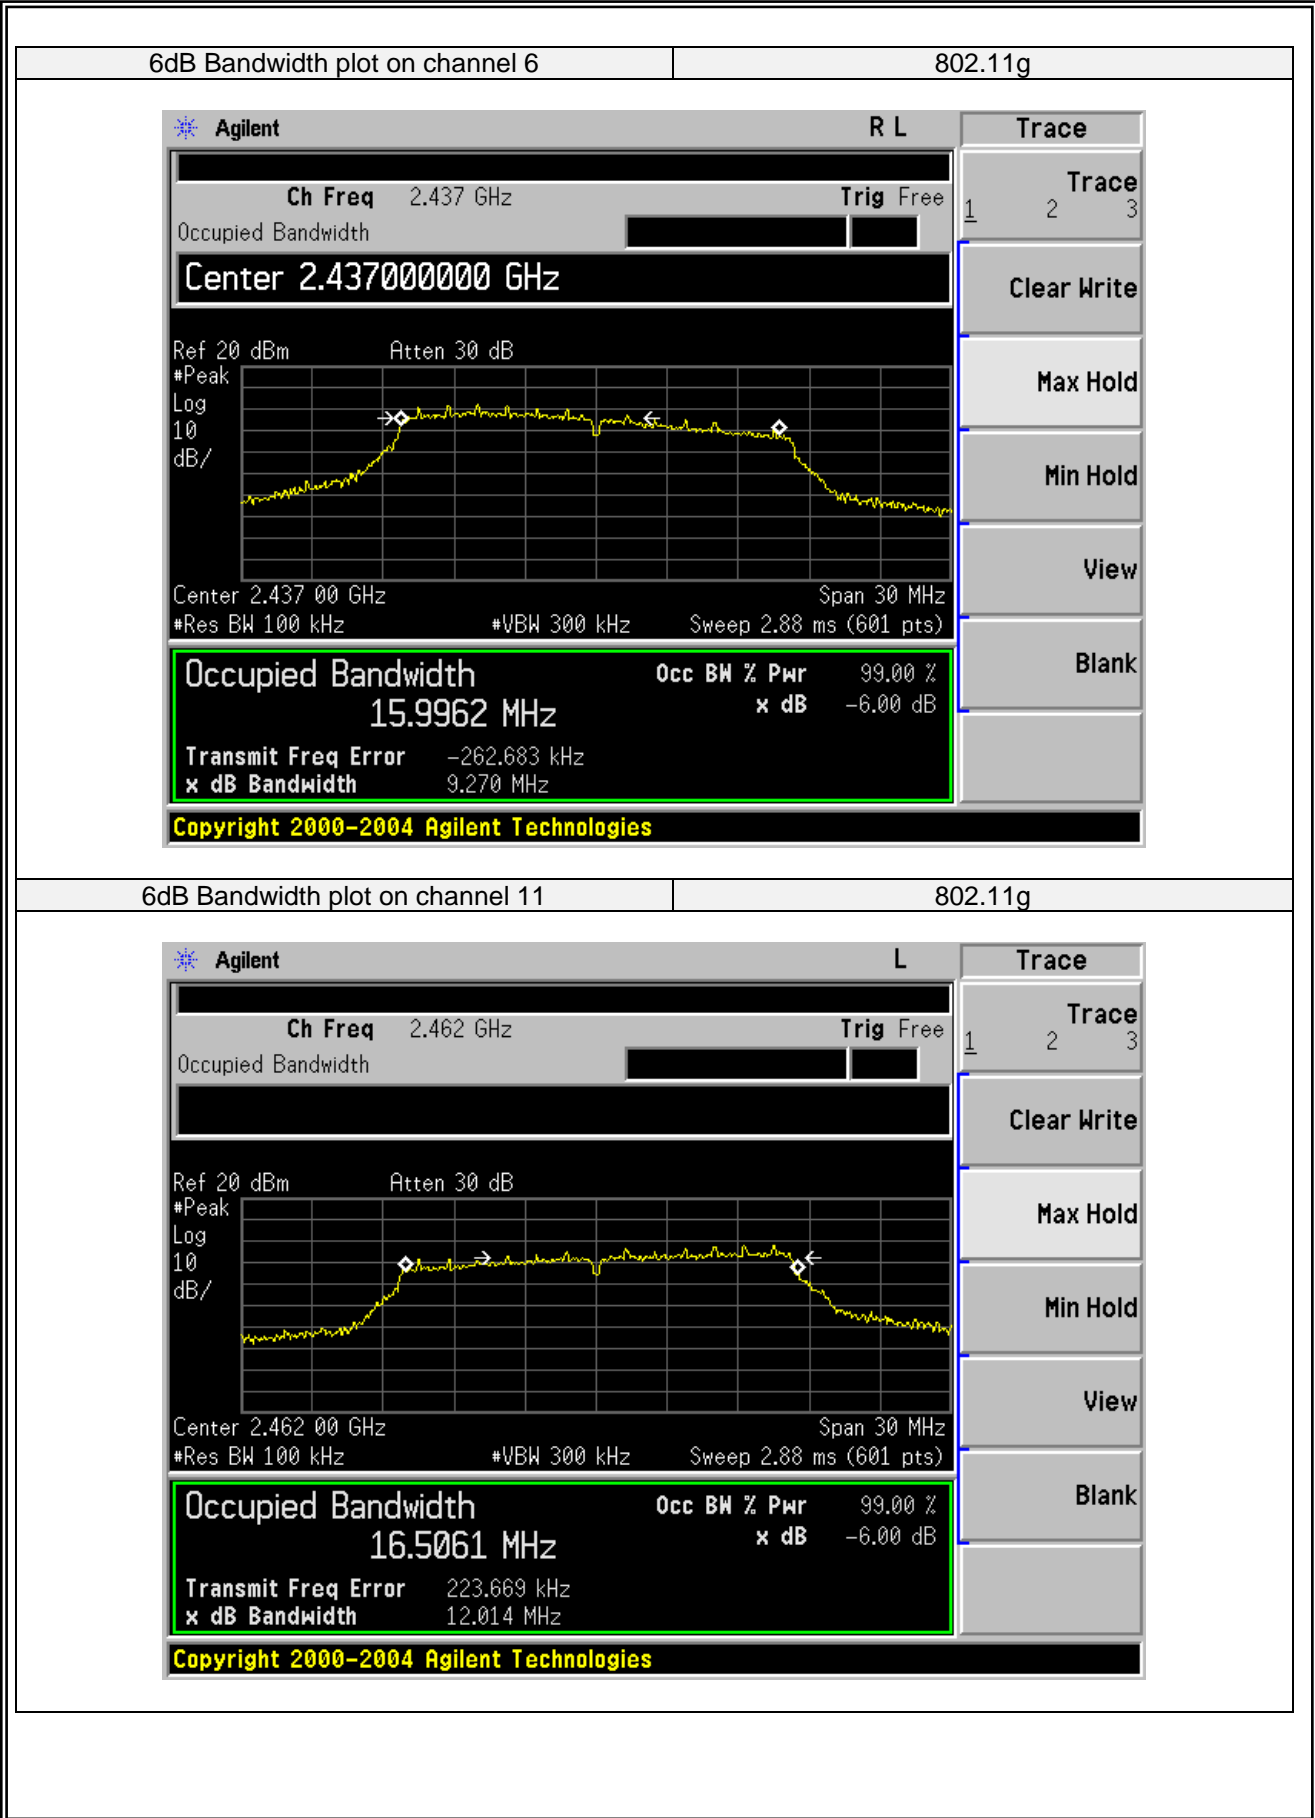 6dB Bandwidth plot on channel 6 802.11g
Agilent R L Trace
Ch Freq 2.437 GHz Trig Free
Occupied Bandwidth
Center 2.437000000 GHz
Ref 20 dBm Atten 30 dB
#Peak
Log
10
dB/
Center 2.437 00 GHz Span 30 MHz
#Res BW 100 kHz #VBW 300 kHz Sweep 2.88 ms (601 pts)
Occupied Bandwidth Occ BW % Pwr 99.00 %
15.9962 MHz x dB -6.00 dB
Transmit Freq Error -262.683 kHz
x dB Bandwidth 9.270 MHz
Copyright 2000-2004 Agilent Technologies
Trace
1 2 3
Clear Write
Max Hold
Min Hold
View
Blank
6dB Bandwidth plot on channel 11 802.11g
Agilent L Trace
Ch Freq 2.462 GHz Trig Free
Occupied Bandwidth
Ref 20 dBm Atten 30 dB
#Peak
Log
10
dB/
Center 2.462 00 GHz Span 30 MHz
#Res BW 100 kHz #VBW 300 kHz Sweep 2.88 ms (601 pts)
Occupied Bandwidth Occ BW % Pwr 99.00 %
16.5061 MHz x dB -6.00 dB
Transmit Freq Error 223.669 kHz
x dB Bandwidth 12.014 MHz
Copyright 2000-2004 Agilent Technologies
Trace
1 2 3
Clear Write
Max Hold
Min Hold
View
Blank